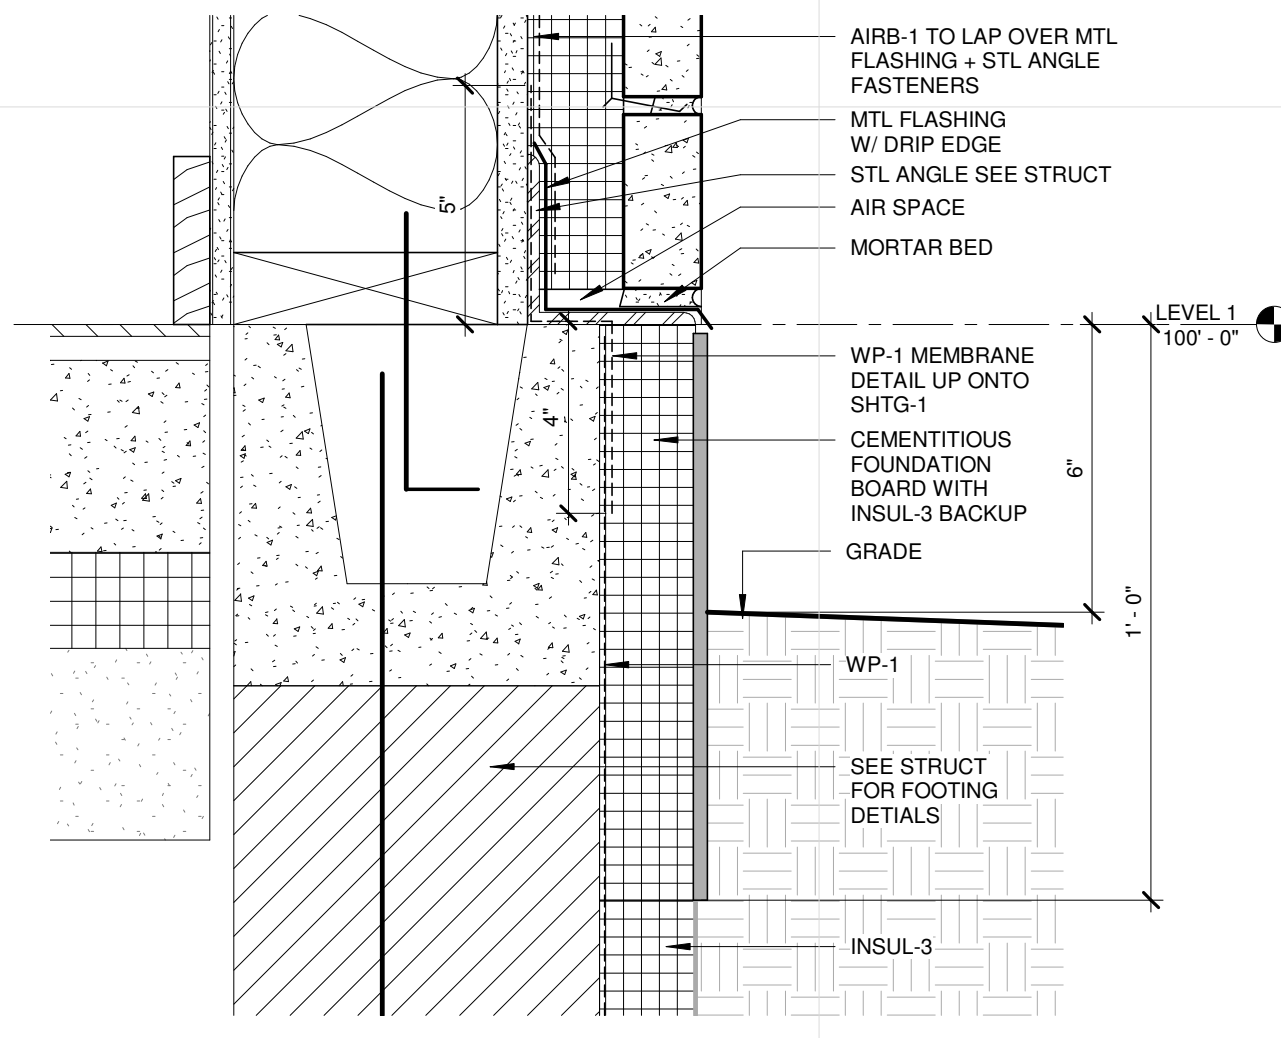 AIRB-1 TO LAP OVER MTL
FLASHING + STL ANGLE
FASTENERS
MTL FLASHING
W/ DRIP EDGE
STL ANGLE SEE STRUCT
AIR SPACE
MORTAR BED
5"
LEVEL 1
100' - 0"
WP-1 MEMBRANE
DETAIL UP ONTO
SHTG-1
4"
CEMENTITIOUS
FOUNDATION
BOARD WITH
INSUL-3 BACKUP
6"
GRADE
1' - 0"
WP-1
SEE STRUCT
FOR FOOTING
DETIALS
INSUL-3